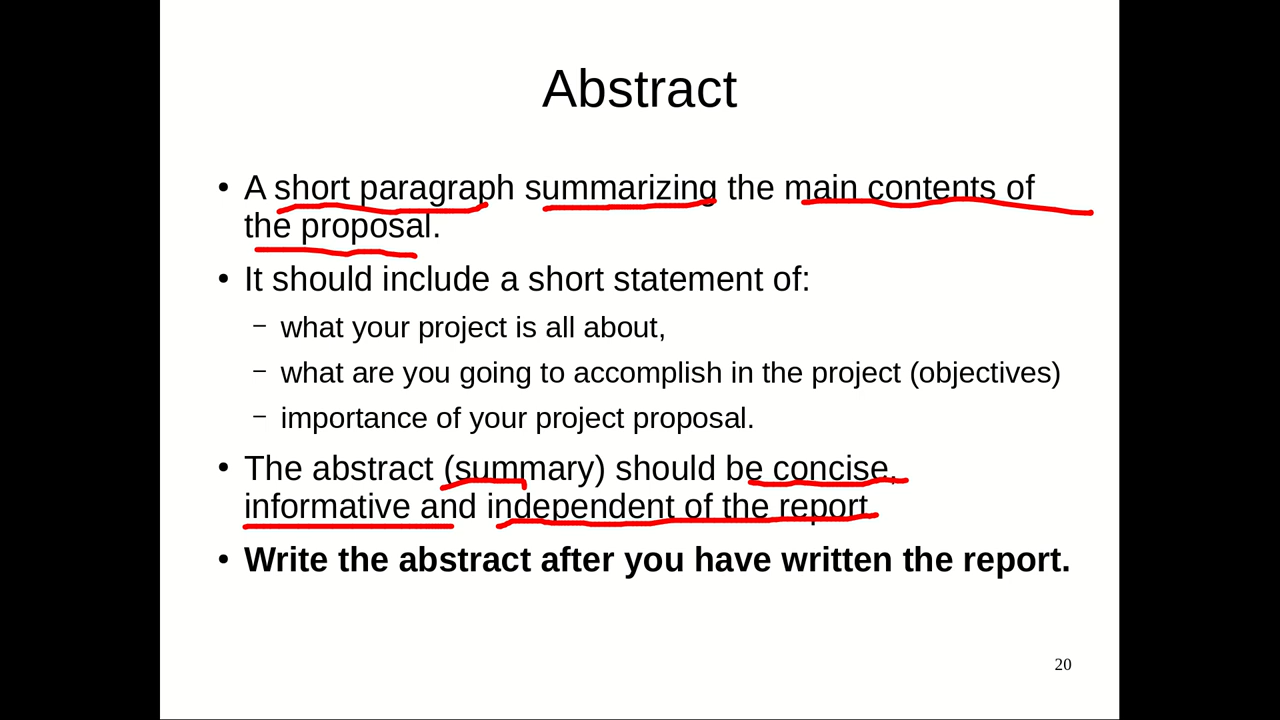 Abstract
• A short paragraph summarizing the main contents of
the proposal.
• It should include a short statement of:
– what your project is all about,
– what are you going to accomplish in the project (objectives)
– importance of your project proposal.
• The abstract (summary) should be concise,
informative and independent of the report.
• Write the abstract after you have written the report.
20